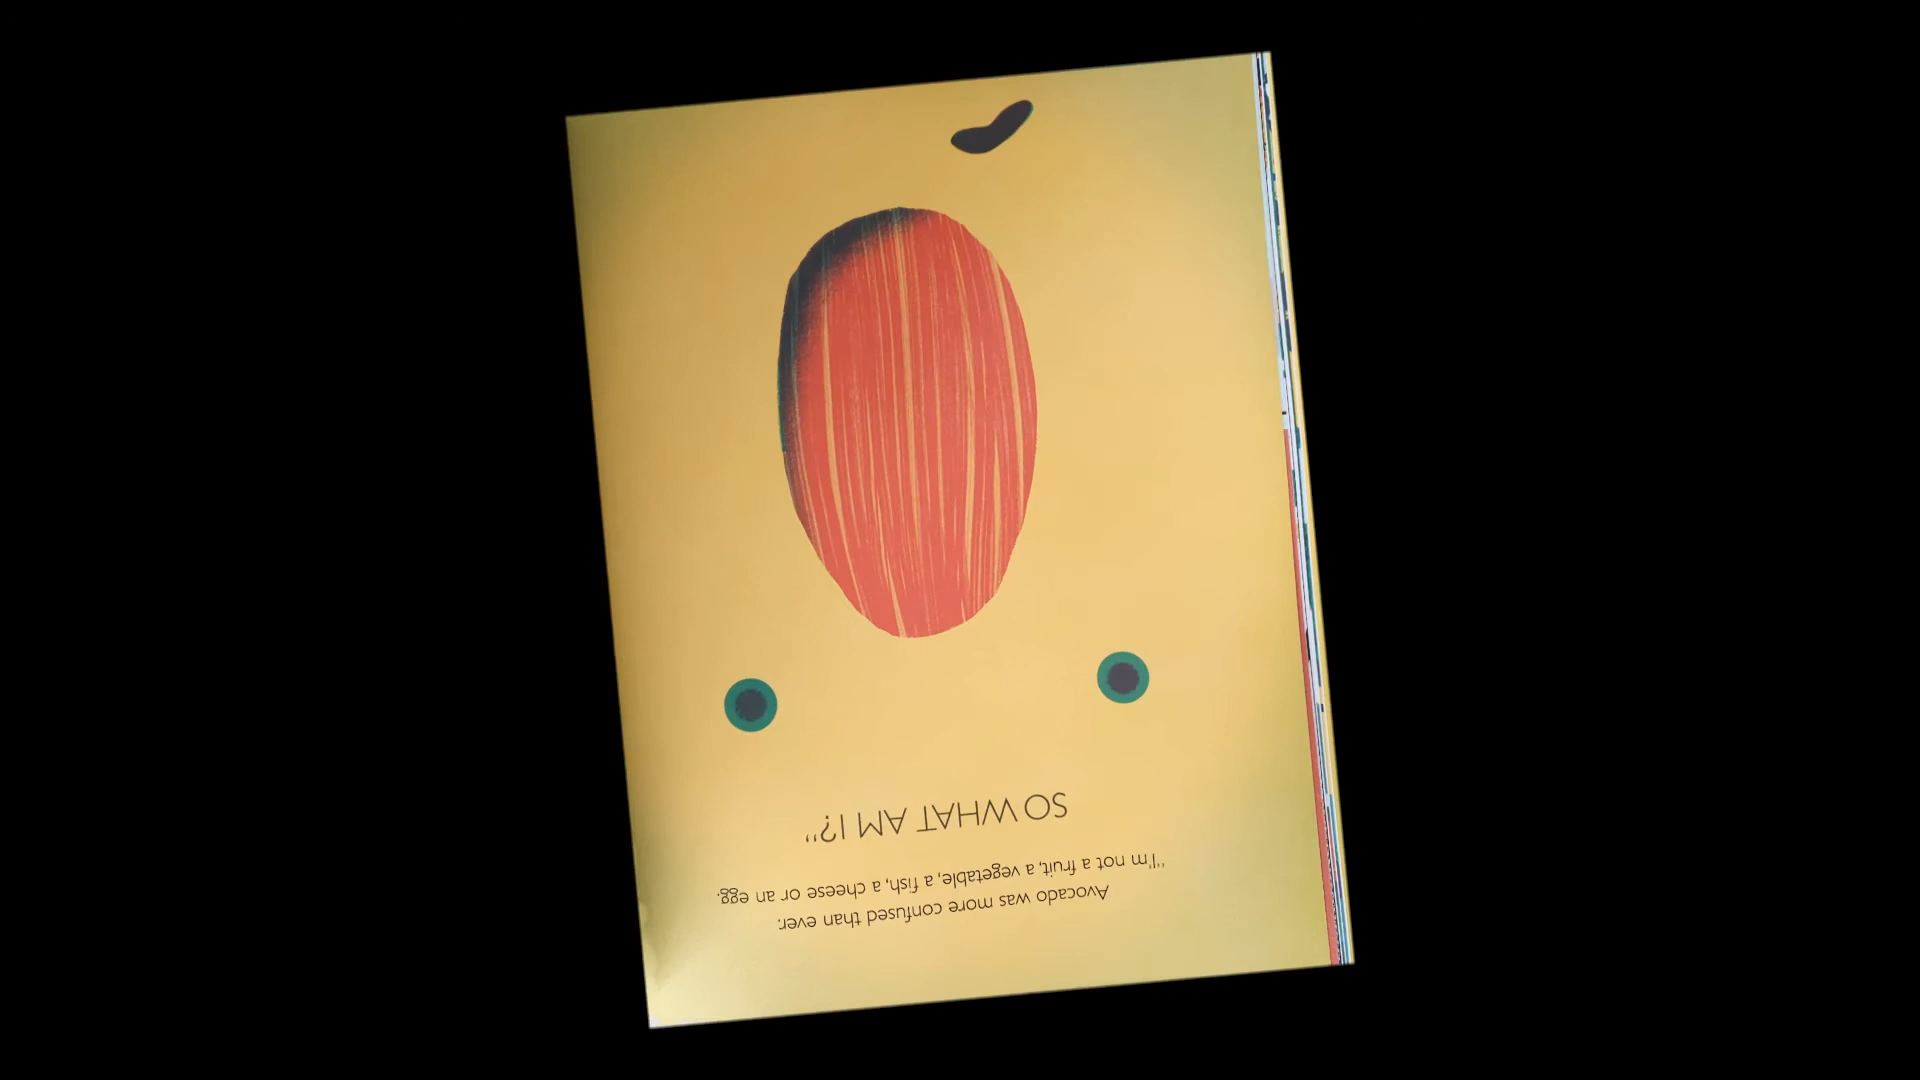 Avocado was more confused than ever.
"I'm not a fruit, a vegetable, a fish, a cheese or an egg.
SO WHAT AM I?"